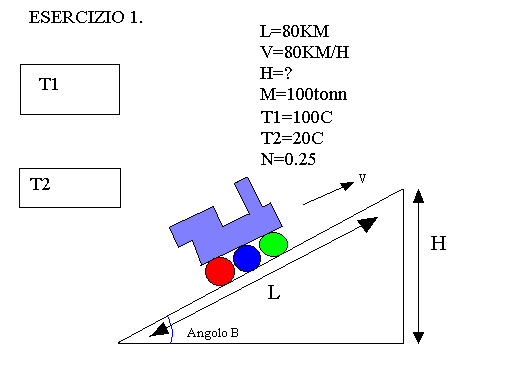 ESERCIZIO 1.
L=80KM
V=80KM/H
H=?
M=100tonn
T1=100C
T2=20C
N=0.25
T1
T2
V
H
L
Angolo B